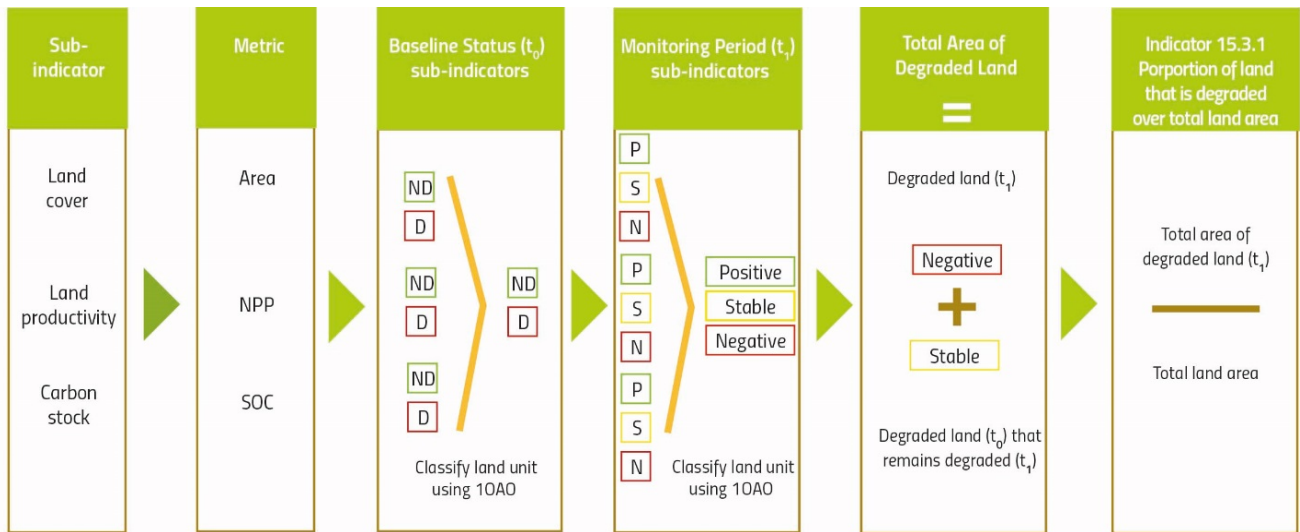 Sub-
indicator
Land
cover
Land
productivity
Carbon
stock
Metric
Area
NPP
SOC
Baseline Status (t0)
sub-indicators
ND
D
ND
D
ND
D
ND
D
Classify land unit
using 1OAO
Monitoring Period (t1)
sub-indicators
P
S
N
P
S
N
P
S
N
Positive
Stable
Negative
Classify land unit
using 1OAO
Total Area of
Degraded Land
=
Degraded land (t1)
Negative
+
Stable
Degraded land (t0) that
remains degraded (t1)
Indicator 15.3.1
Porportion of land
that is degraded
over total land area
Total area of
degraded land (t1)
Total land area